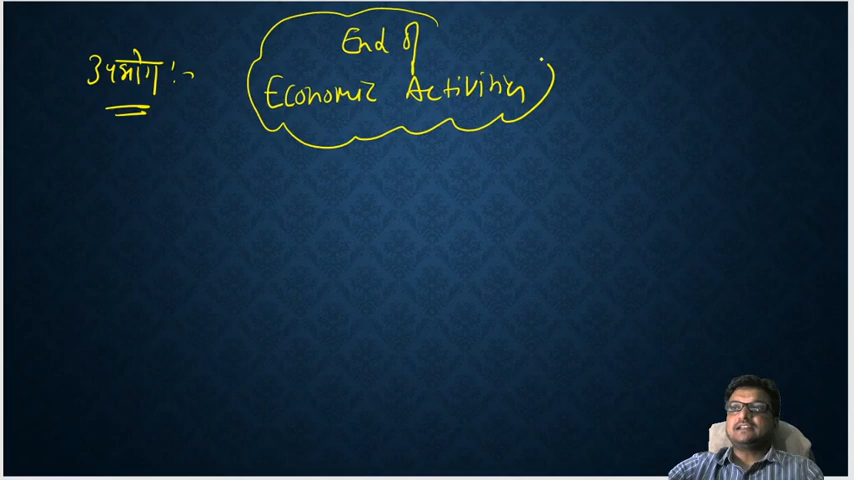 उपभोग :-
End of
Economic Activities